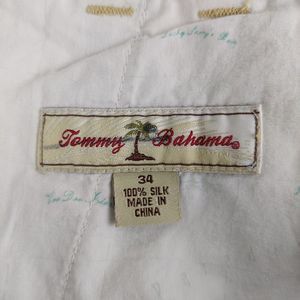 Tommy Bahama®
34
100% SILK
MADE IN
CHINA